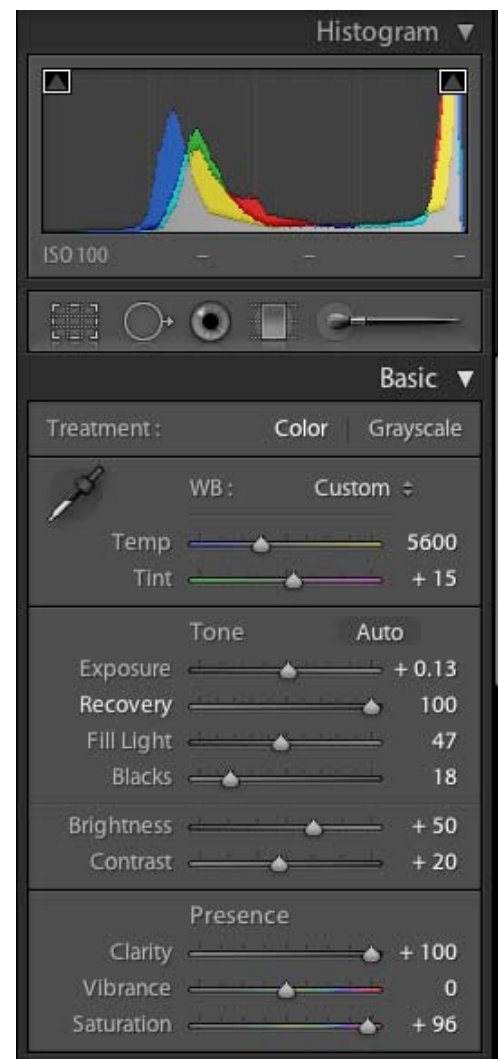 Histogram
ISO 100 – – –
Basic
Treatment : Color | Grayscale
WB : Custom
Temp 5600
Tint + 15
Tone Auto
Exposure + 0.13
Recovery 100
Fill Light 47
Blacks 18
Brightness + 50
Contrast + 20
Presence
Clarity + 100
Vibrance 0
Saturation + 96